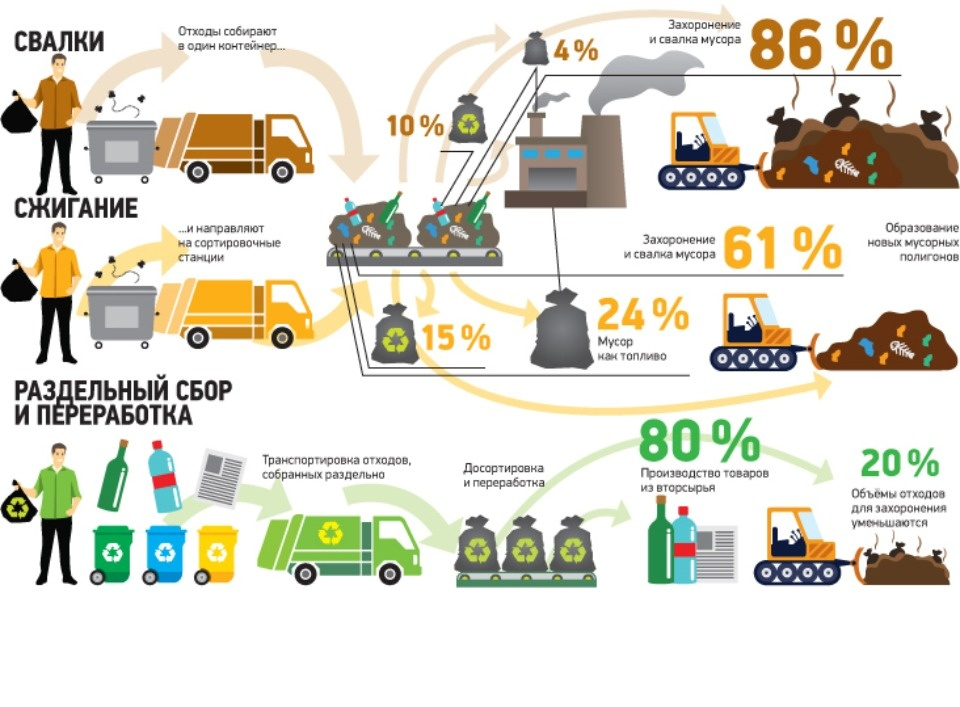 СВАЛКИ
Отходы собирают
в один контейнер...
4 %
Захоронение
и свалка мусора
86 %
10 %
СЖИГАНИЕ
...и направляют
на сортировочные
станции
Захоронение
и свалка мусора
61 %
Образование
новых мусорных
полигонов
15 %
24 %
Мусор
как топливо
РАЗДЕЛЬНЫЙ СБОР
И ПЕРЕРАБОТКА
Транспортировка отходов,
собранных раздельно
Досортировка
и переработка
80 %
Производство товаров
из вторсырья
20 %
Объёмы отходов
для захоронения
уменьшаются